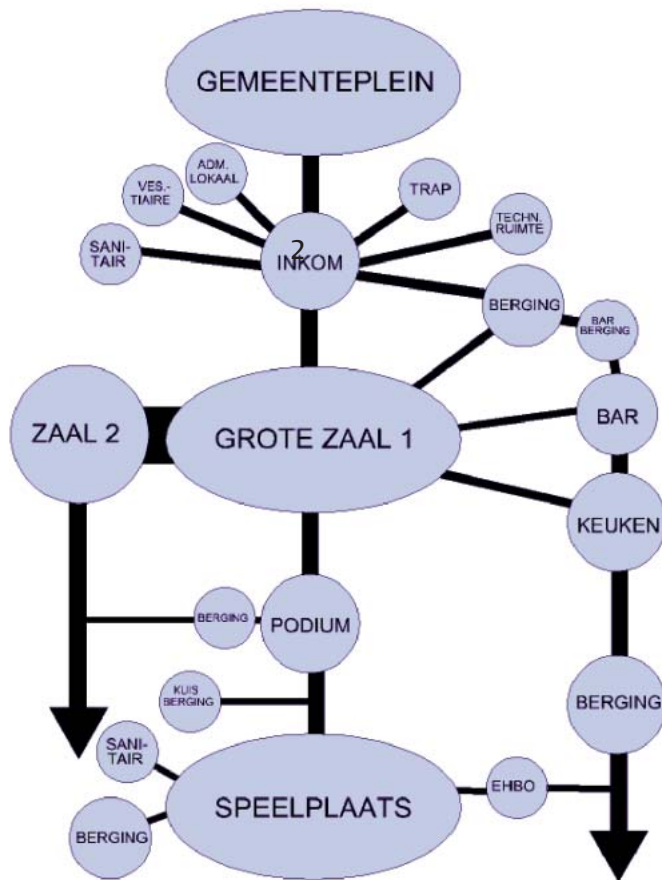 GEMEENTEPLEIN
ADM.
LOKAAL
VES.-
TIAIRE
TRAP
TECHN.
RUIMTE
SANI-
TAIR
2
INKOM
BERGING
BAR
BERGING
ZAAL 2
GROTE ZAAL 1
BAR
KEUKEN
BERGING
PODIUM
KUIS
BERGING
BERGING
SANI-
TAIR
SPEELPLAATS
EHBO
BERGING